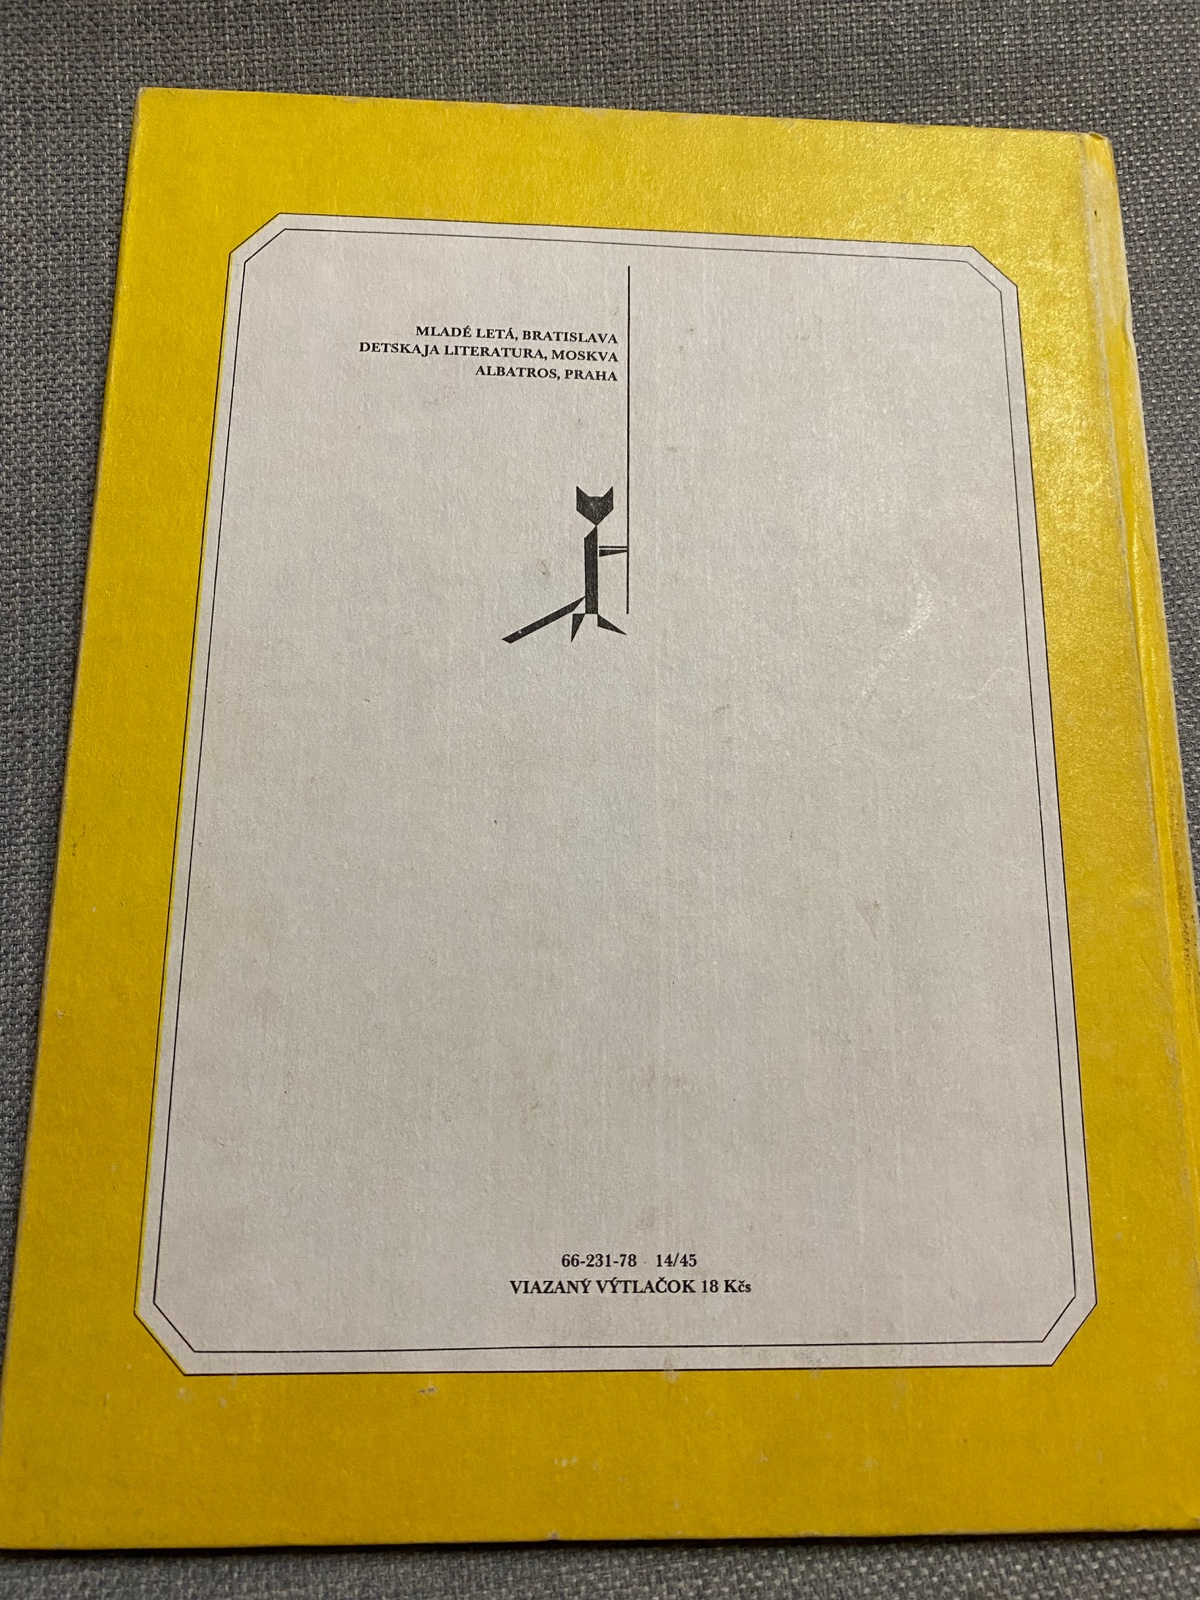 MLADÉ LETÁ, BRATISLAVA
DETSKAJA LITERATURA, MOSKVA
ALBATROS, PRAHA
66-231-78 14/45
VIAZANÝ VÝTLAČOK 18 Kčs